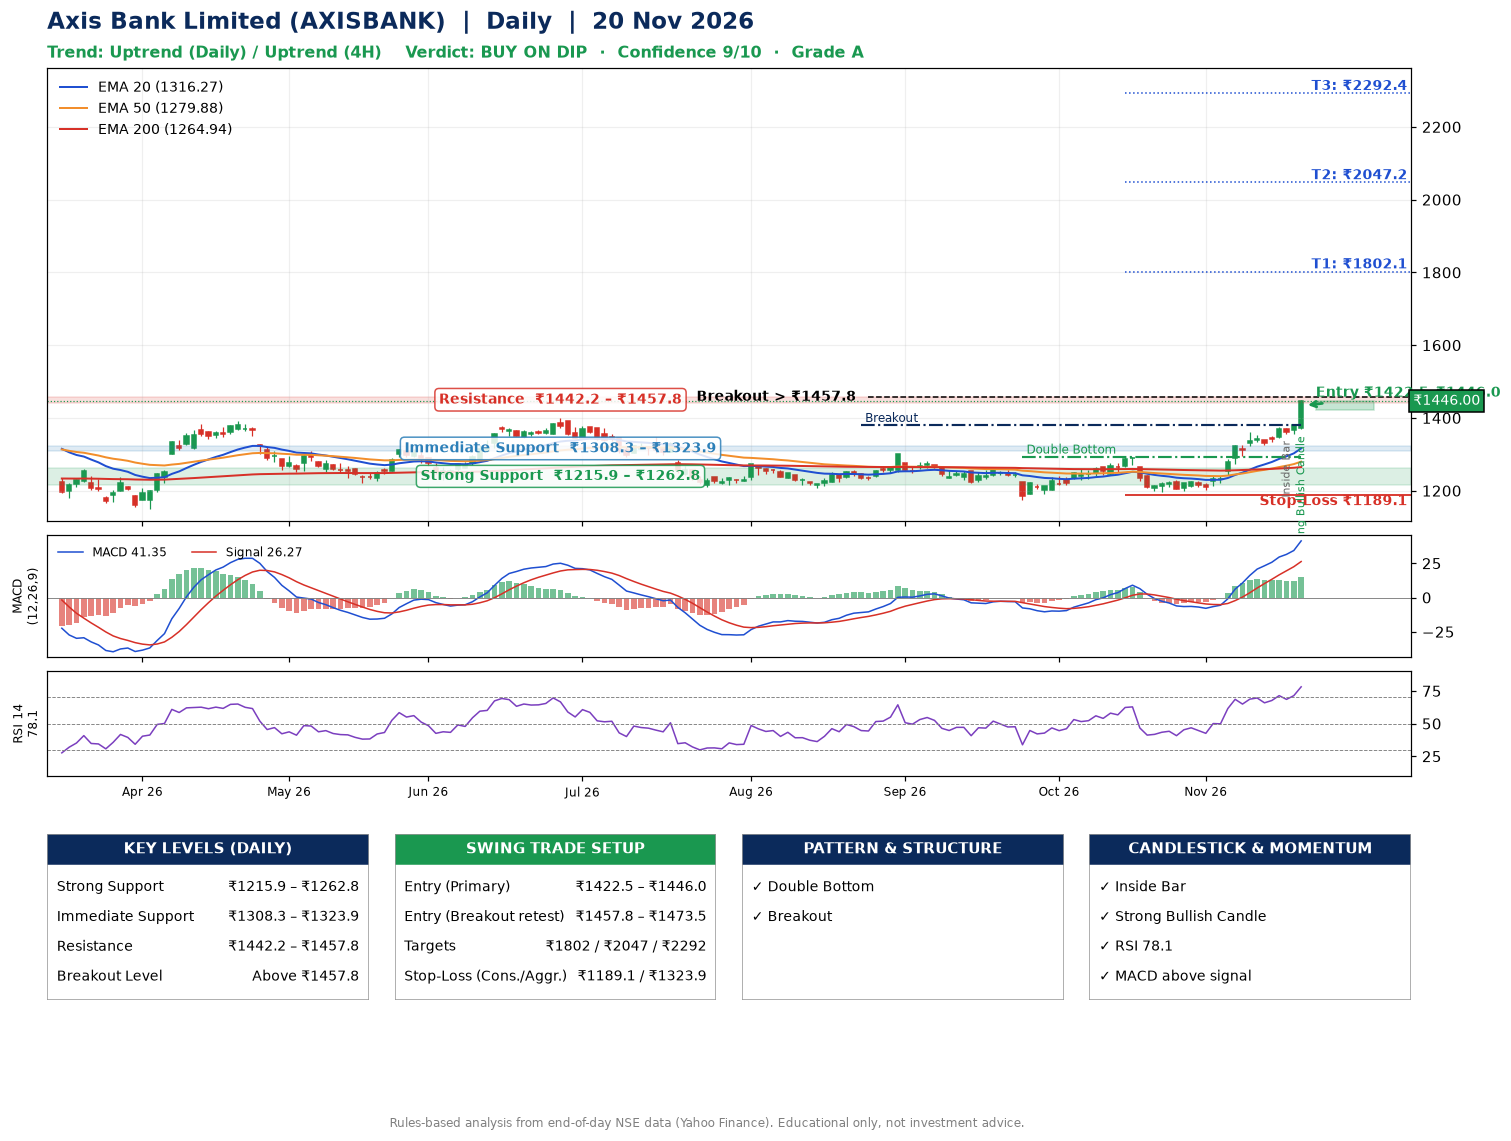 Axis Bank Limited (AXISBANK)  |  Daily  |  20 Nov 2026
Trend: Uptrend (Daily) / Uptrend (4H)    Verdict: BUY ON DIP  ·  Confidence 9/10  ·  Grade A
EMA 20 (1316.27)
EMA 50 (1279.88)
EMA 200 (1264.94)
T3: ₹2292.4
T2: ₹2047.2
T1: ₹1802.1
2200
2000
1800
1600
1400
1200
Resistance  ₹1442.2 – ₹1457.8
Breakout > ₹1457.8
₹1446.00
Breakout
Immediate Support  ₹1308.3 – ₹1323.9
Double Bottom
Strong Support  ₹1215.9 – ₹1262.8
Stop-Loss ₹1189.1
MACD (12,26,9)
MACD 41.35
Signal 26.27
25
0
−25
RSI 14
78.1
75
50
25
Apr 26
May 26
Jun 26
Jul 26
Aug 26
Sep 26
Oct 26
Nov 26
KEY LEVELS (DAILY)
Strong Support ₹1215.9 – ₹1262.8
Immediate Support ₹1308.3 – ₹1323.9
Resistance ₹1442.2 – ₹1457.8
Breakout Level Above ₹1457.8
SWING TRADE SETUP
Entry (Primary) ₹1422.5 – ₹1446.0
Entry (Breakout retest) ₹1457.8 – ₹1473.5
Targets ₹1802 / ₹2047 / ₹2292
Stop-Loss (Cons./Aggr.) ₹1189.1 / ₹1323.9
PATTERN & STRUCTURE
✓ Double Bottom
✓ Breakout
CANDLESTICK & MOMENTUM
✓ Inside Bar
✓ Strong Bullish Candle
✓ RSI 78.1
✓ MACD above signal
Rules-based analysis from end-of-day NSE data (Yahoo Finance). Educational only, not investment advice.